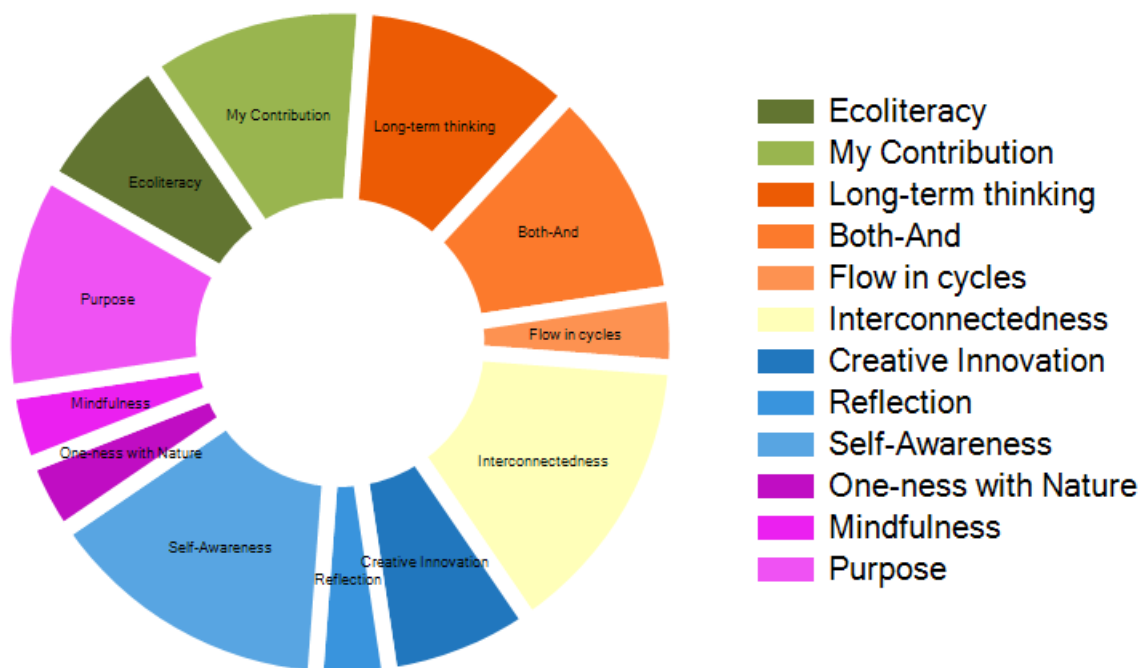 My Contribution
Long-term thinking
Ecoliteracy
Both-And
Purpose
Flow in cycles
Mindfulness
One-ness with Nature
Interconnectedness
Self-Awareness
Creative Innovation
Reflection
Ecoliteracy
My Contribution
Long-term thinking
Both-And
Flow in cycles
Interconnectedness
Creative Innovation
Reflection
Self-Awareness
One-ness with Nature
Mindfulness
Purpose